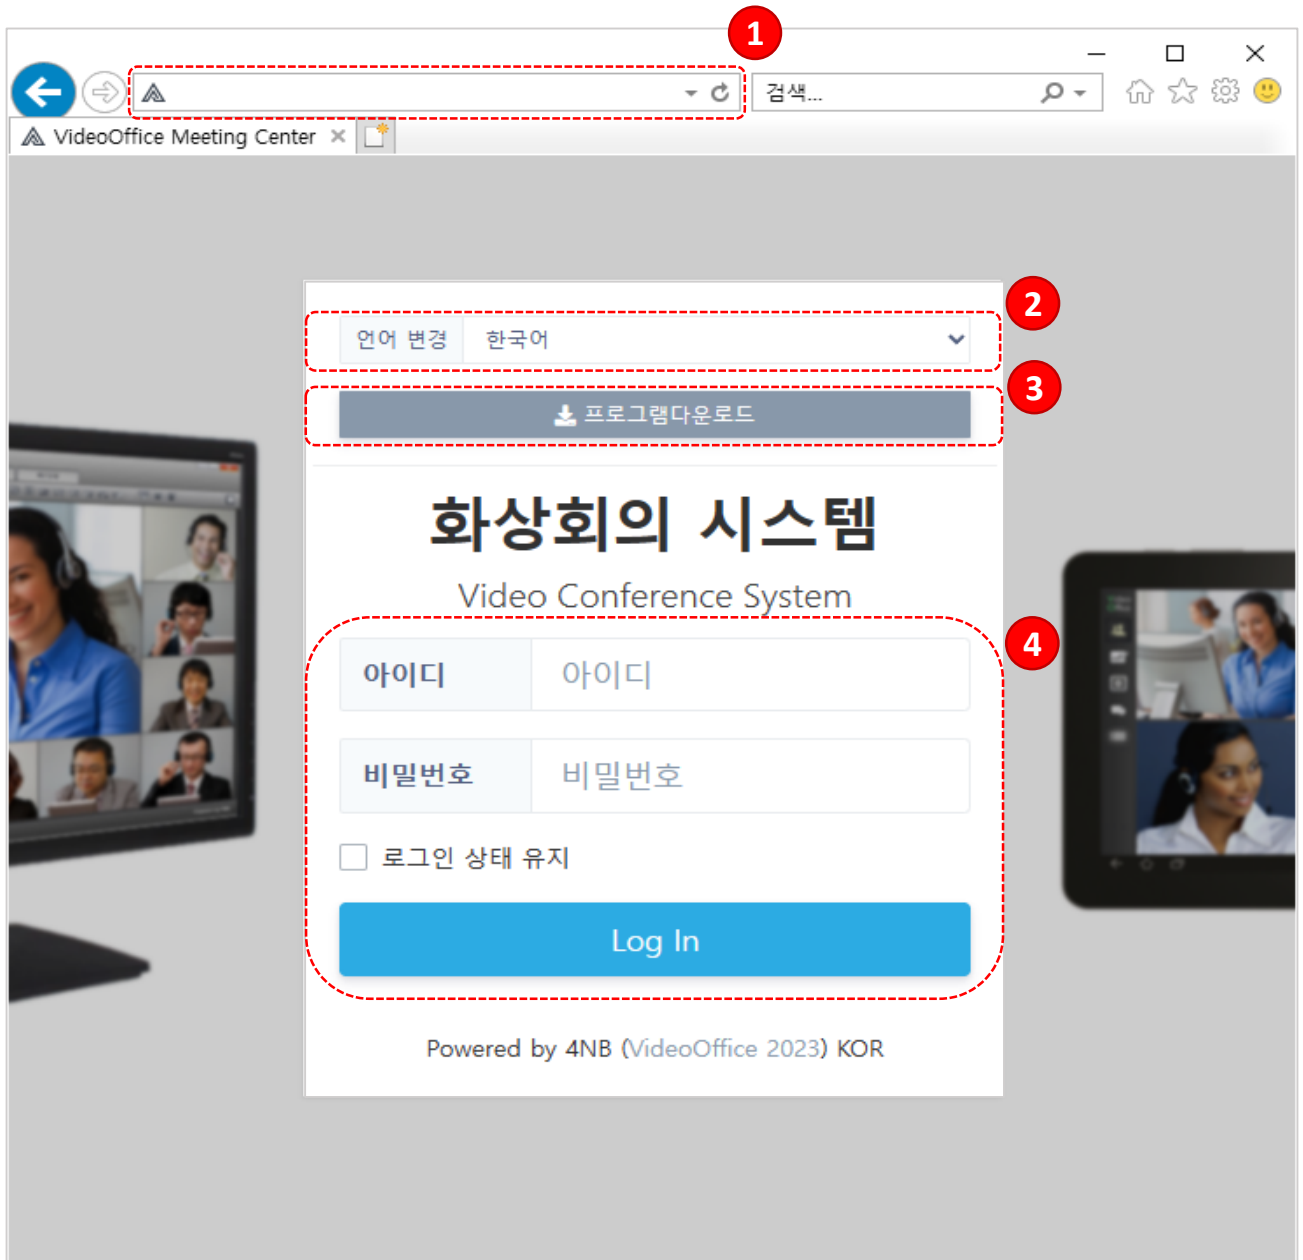 1
검색...
VideoOffice Meeting Center
2
언어 변경 한국어
3
프로그램다운로드
화상회의 시스템
Video Conference System
4
아이디 아이디
비밀번호 비밀번호
로그인 상태 유지
Log In
Powered by 4NB (VideoOffice 2023) KOR